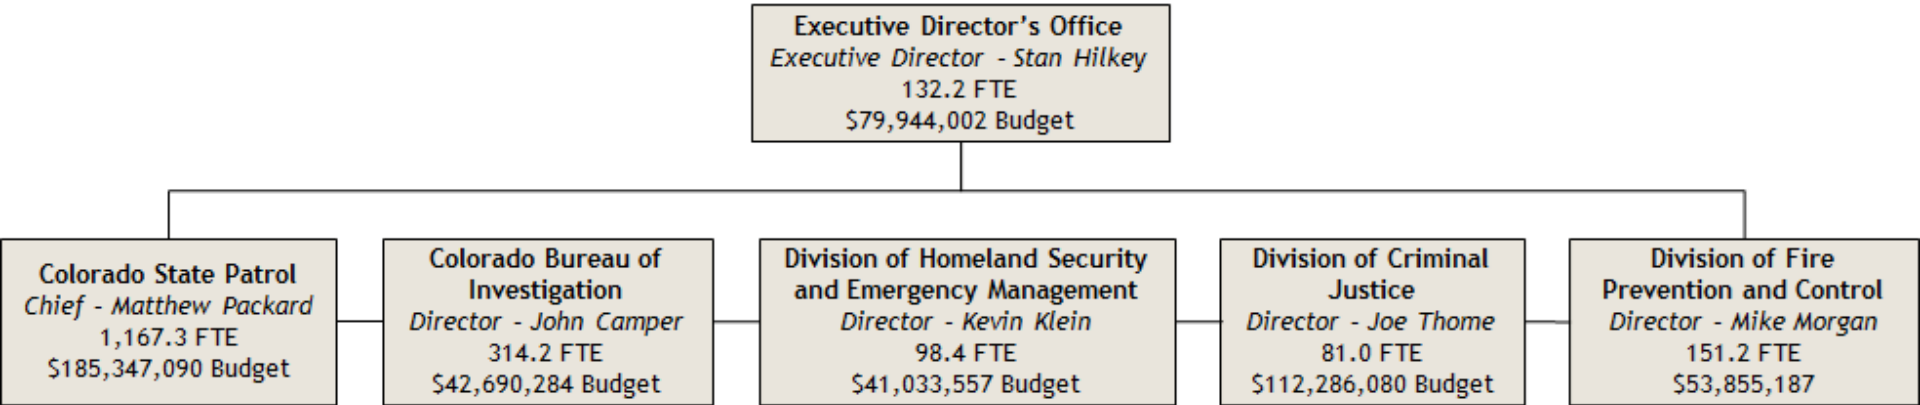 Executive Director’s Office
Executive Director - Stan Hilkey
132.2 FTE
$79,944,002 Budget
Colorado State Patrol
Chief - Matthew Packard
1,167.3 FTE
$185,347,090 Budget
Colorado Bureau of
Investigation
Director - John Camper
314.2 FTE
$42,690,284 Budget
Division of Homeland Security
and Emergency Management
Director - Kevin Klein
98.4 FTE
$41,033,557 Budget
Division of Criminal
Justice
Director - Joe Thome
81.0 FTE
$112,286,080 Budget
Division of Fire
Prevention and Control
Director - Mike Morgan
151.2 FTE
$53,855,187